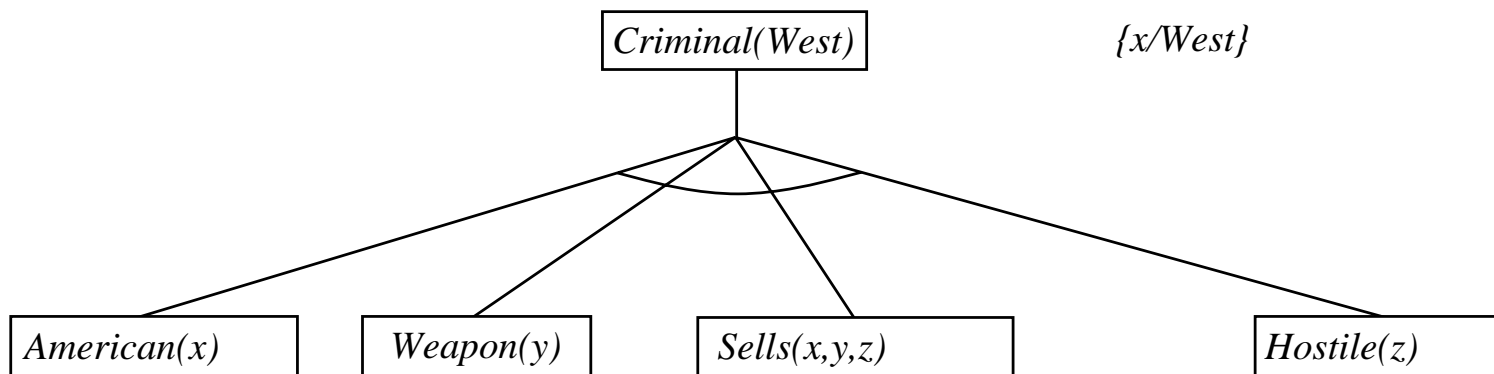 Criminal(West)
{x/West}
American(x)
Weapon(y)
Sells(x,y,z)
Hostile(z)